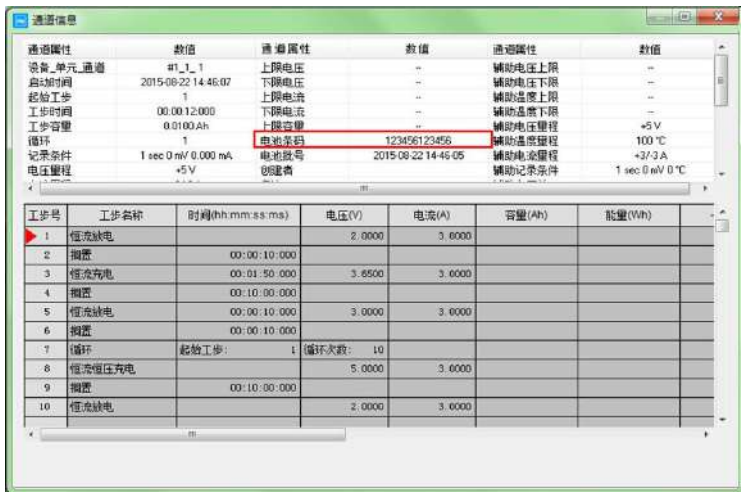 通道信息
通道属性 数值 通道属性 数值 通道属性 数值
设备_单元_通道 #1_1_1 上限电压 -- 辅助电压上限 --
启动时间 2015-08-22 14:46:07 下限电压 -- 辅助电压下限 --
起始工步 1 上限电流 -- 辅助温度上限 --
工步时间 00:00:12:000 下限电流 -- 辅助温度下限 --
工步容量 0.0100Ah 上限容量 -- 辅助电压量程 +5 V
循环 1 电池条码 123456123456 辅助温度量程 100 ℃
记录条件 1 sec 0 mV 0.000 mA 电池批号 2015-08-22 14-46-05 辅助电流量程 +3/-3 A
电压量程 +5 V 创建者 辅助记录条件 1 sec 0 mV 0 ℃
工步号 工步名称 时间(hh:mm:ss:ms) 电压(V) 电流(A) 容量(Ah) 能量(Wh)
1 恒流放电 2.0000 3.0000
2 搁置 00:00:10:000
3 恒流充电 00:01:50:000 3.6500 3.0000
4 搁置 00:10:00:000
5 恒流放电 00:00:10:000 3.0000 3.0000
6 搁置 00:00:10:000
7 循环 起始工步: 1 循环次数: 10
8 恒流恒压充电 5.0000 3.0000
9 搁置 00:10:00:000
10 恒流放电 2.0000 3.0000